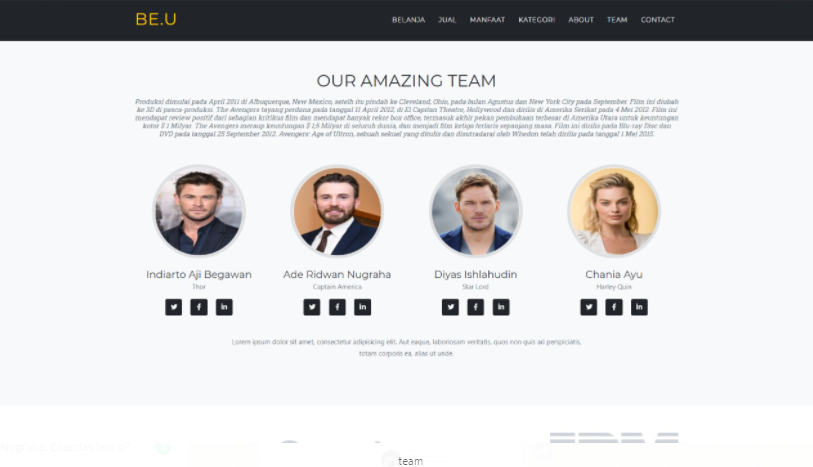 BE.U
BELANJA JUAL MANFAAT KATEGORI ABOUT TEAM CONTACT
OUR AMAZING TEAM
Produksi dimulai pada April 2011 di Albuquerque, New Mexico, setelh itu pindah ke Cleveland, Ohio, pada bulan Agustus dan New York City pada September. Film ini diubah
ke 3D di pasca-produksi. The Avengers tayang perdana pada tanggal 11 April 2012, di El Capitan Theatre, Hollywood dan dirilis di Amerika Serikat pada 4 Mei 2012. Film ini
mendapat review positif dari sebagian kritikus film dan mendapat banyak rekor box office, termasuk akhir pekan pembukaan terbesar di Amerika Utara untuk keuntungan
kotor $ 1 Milyar. The Avengers meraup keuntungan $ 1,5 Milyar di seluruh dunia, dan menjadi film ketiga terlaris sepanjang masa. Film ini dirilis pada Blu-ray Disc dan
DVD pada tanggal 25 September 2012. Avengers: Age of Ultron, sebuah sekuel yang ditulis dan disutradarai oleh Whedon telah dirilis pada tanggal 1 Mei 2015.
Indiarto Aji Begawan Ade Ridwan Nugraha Diyas Ishlahudin Chania Ayu
Thor Captain America Star Lord Harley Quin
Lorem ipsum dolor sit amet, consectetur adipisicing elit. Aut eaque, laboriosam veritatis, quos non quis ad perspiciatis,
totam corporis ea, alias ut unde.
team